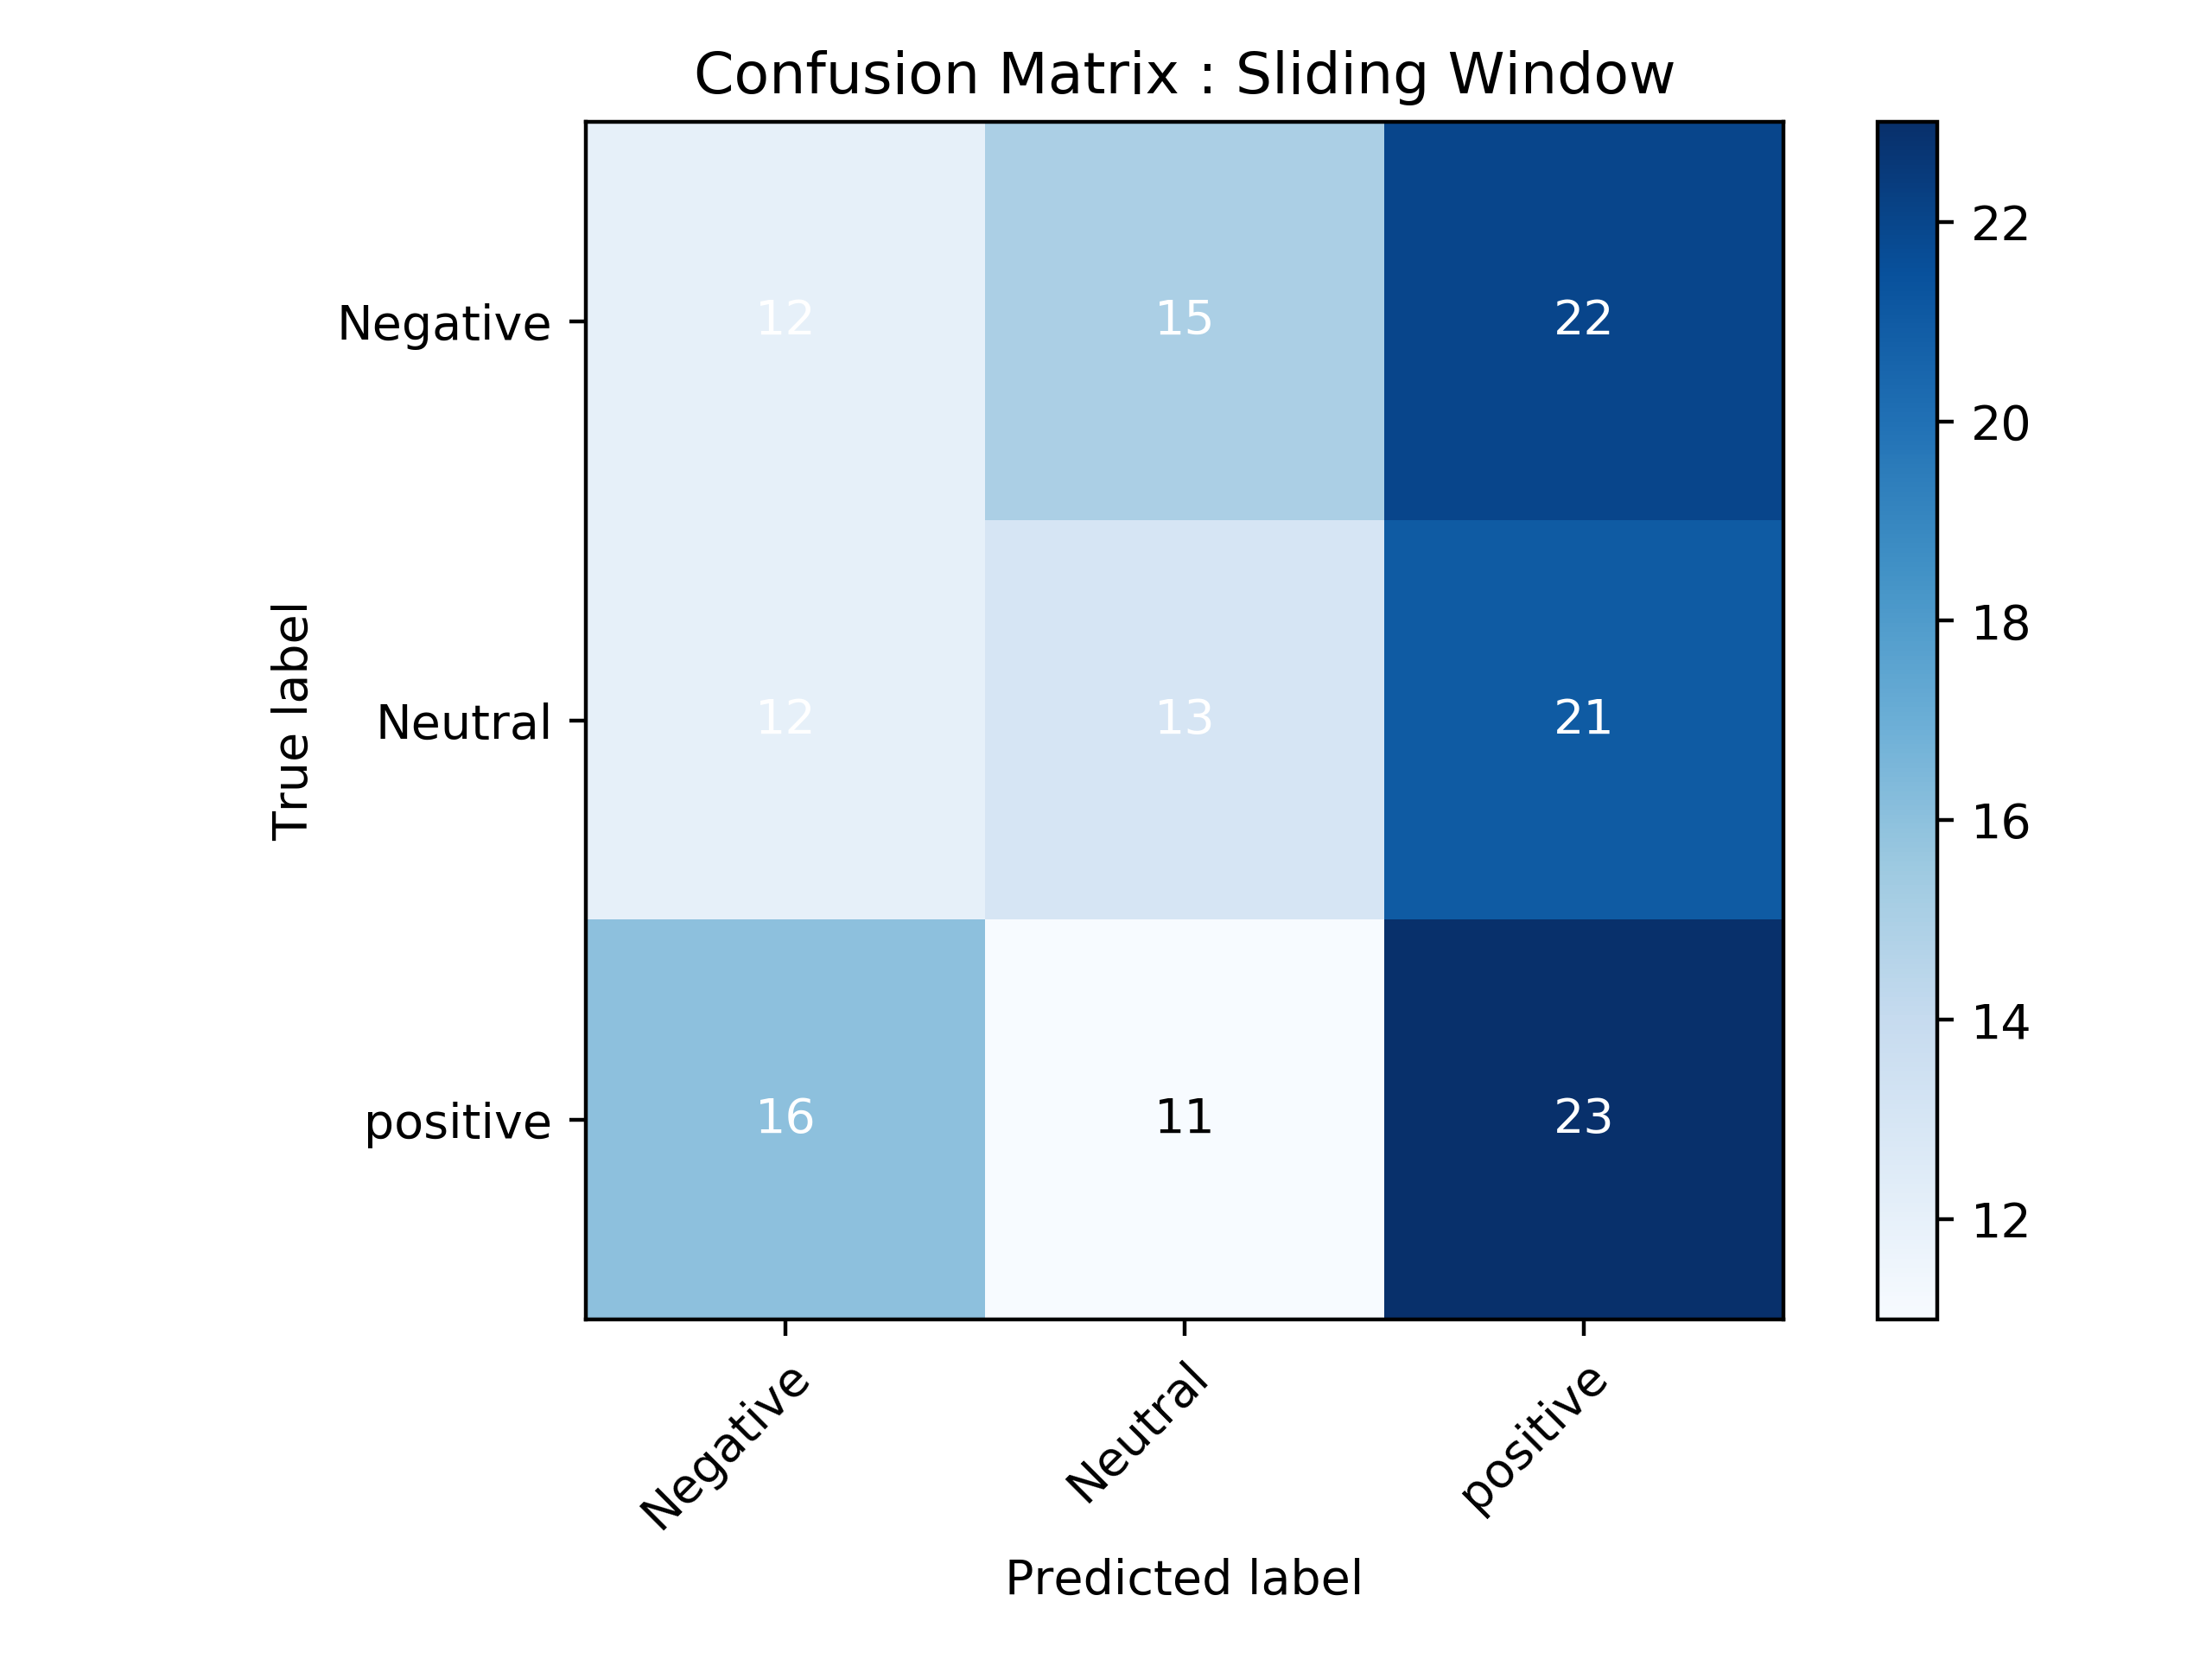 Confusion Matrix : Sliding Window
True label
Negative
12 15 22
Neutral
12 13 21
positive
16 11 23
Negative
Neutral
positive
Predicted label
22
20
18
16
14
12